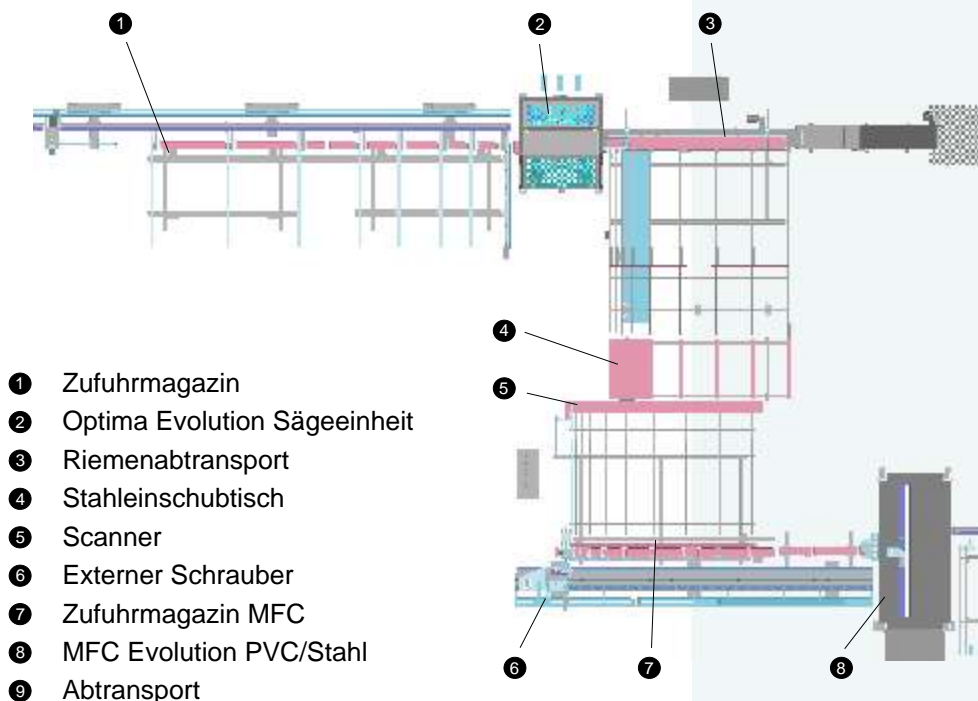 1 2 3
4
5
1 Zufuhrmagazin
2 Optima Evolution Sägeeinheit
3 Riemenabtransport
4 Stahleinschubtisch
5 Scanner
6 Externer Schrauber
7 Zufuhrmagazin MFC
8 MFC Evolution PVC/Stahl
9 Abtransport
6 7 8